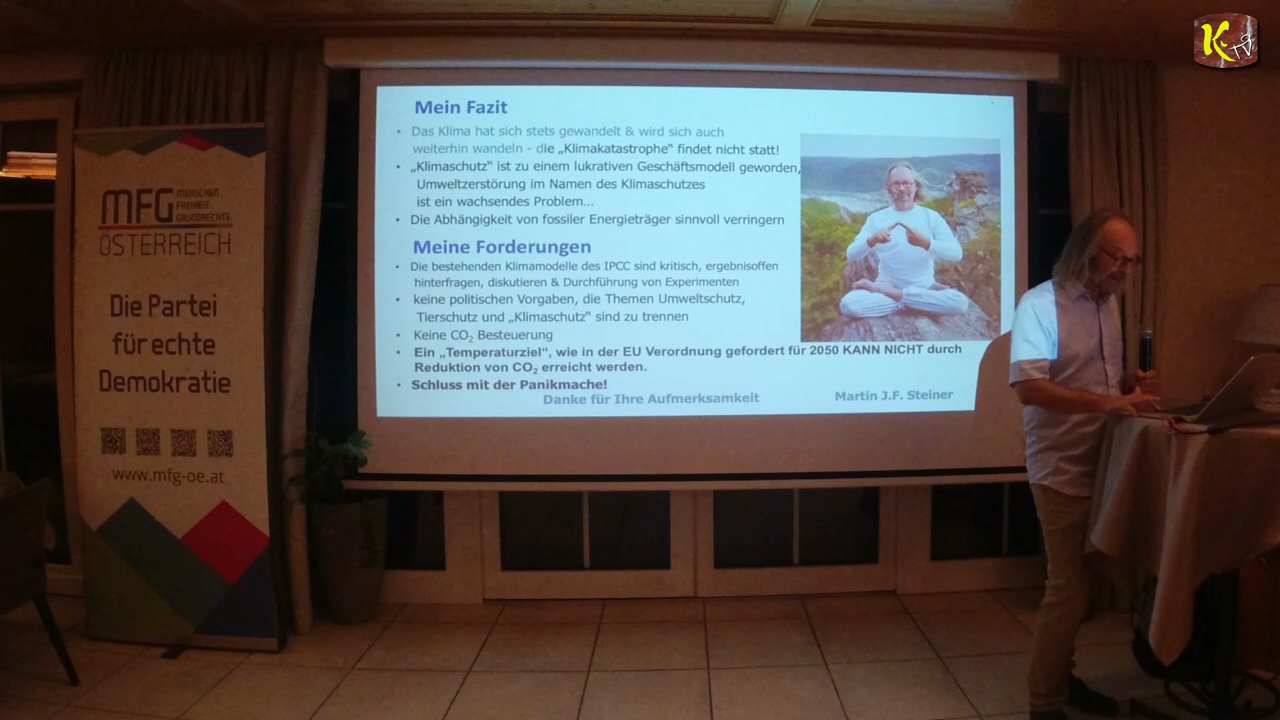 K
TV
MFG
MENSCHEN
FREIHEIT
GRUNDRECHTE
ÖSTERREICH
Die Partei
für echte
Demokratie
www.mfg-oe.at
Mein Fazit
• Das Klima hat sich stets gewandelt & wird sich auch
weiterhin wandeln - die „Klimakatastrophe“ findet nicht statt!
• „Klimaschutz“ ist zu einem lukrativen Geschäftsmodell geworden,
Umweltzerstörung im Namen des Klimaschutzes
ist ein wachsendes Problem...
• Die Abhängigkeit von fossiler Energieträger sinnvoll verringern
Meine Forderungen
• Die bestehenden Klimamodelle des IPCC sind kritisch, ergebnisoffen
hinterfragen, diskutieren & Durchführung von Experimenten
• keine politischen Vorgaben, die Themen Umweltschutz,
Tierschutz und „Klimaschutz“ sind zu trennen
• Keine CO₂ Besteuerung
• Ein „Temperaturziel“, wie in der EU Verordnung gefordert für 2050 KANN NICHT durch
Reduktion von CO₂ erreicht werden.
• Schluss mit der Panikmache!
Danke für Ihre Aufmerksamkeit
Martin J.F. Steiner